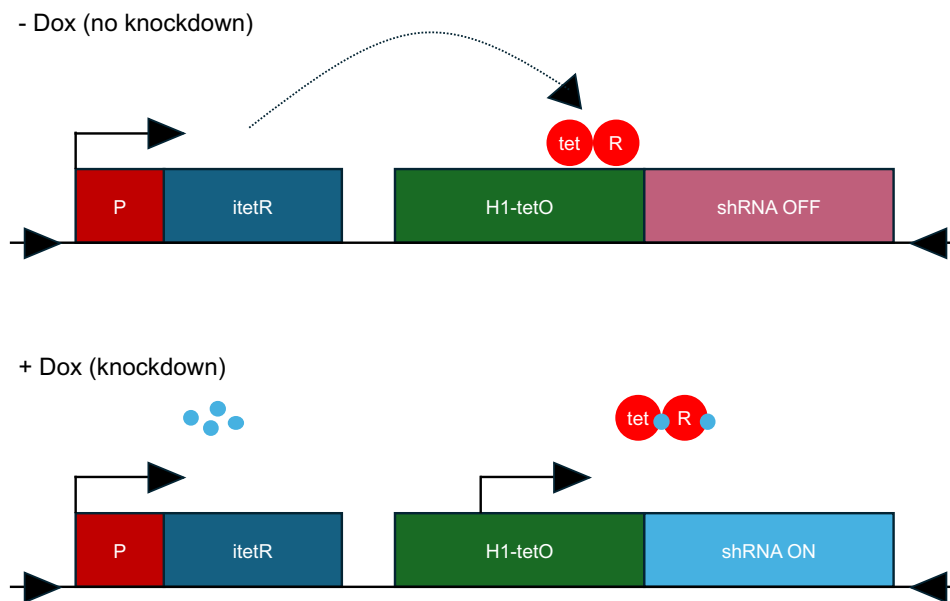 - Dox (no knockdown)
tet R
P itetR H1-tetO shRNA OFF
+ Dox (knockdown)
tet R
P itetR H1-tetO shRNA ON